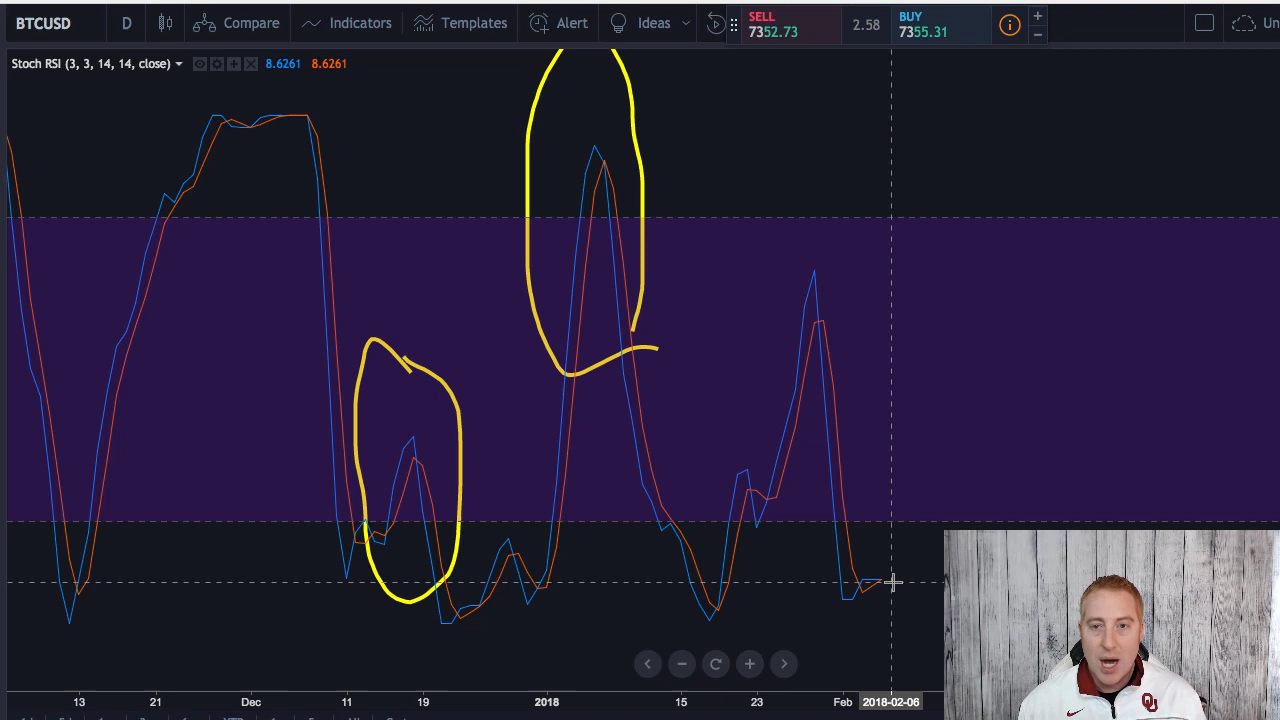 BTCUSD D Compare Indicators Templates Alert Ideas SELL 7352.73 2.58 BUY 7355.31
Stoch RSI (3, 3, 14, 14, close) 8.6261 8.6261
13 21 Dec 11 19 2018 15 23 Feb 2018-02-06
OU